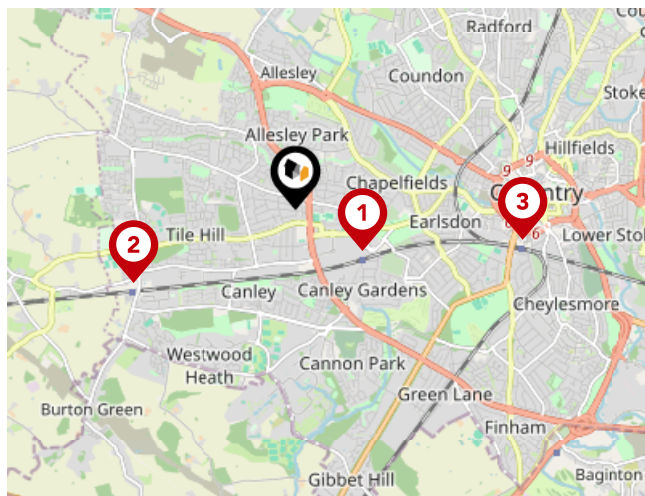 Cou
Radford
Allesley
Coundon
Stoke
Allesley Park
9
Hillfields
9
Chapelfields
Coventry
3
1
Earlsdon
6
Lower Sto
2
Tile Hill
Canley
Canley Gardens
Cheylesmore
Westwood
Heath
Cannon Park
Green Lane
Burton Green
Finham
Gibbet Hill
Baginton